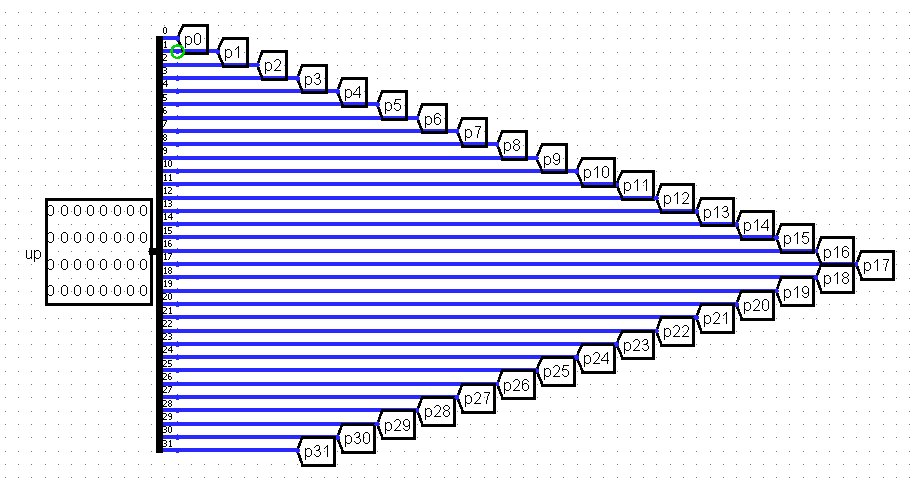 0
p0
1
p1
2
p2
3
p3
4
p4
5
p5
6
p6
7
p7
8
p8
9
p9
10
p10
11
p11
12
p12
13
p13
14
p14
15
p15
16
p16
17
p17
18
p18
19
p19
20
p20
21
p21
22
p22
23
p23
24
p24
25
p25
26
p26
27
p27
28
p28
29
p29
30
p30
31
p31
up
0 0 0 0 0 0 0 0
0 0 0 0 0 0 0 0
0 0 0 0 0 0 0 0
0 0 0 0 0 0 0 0